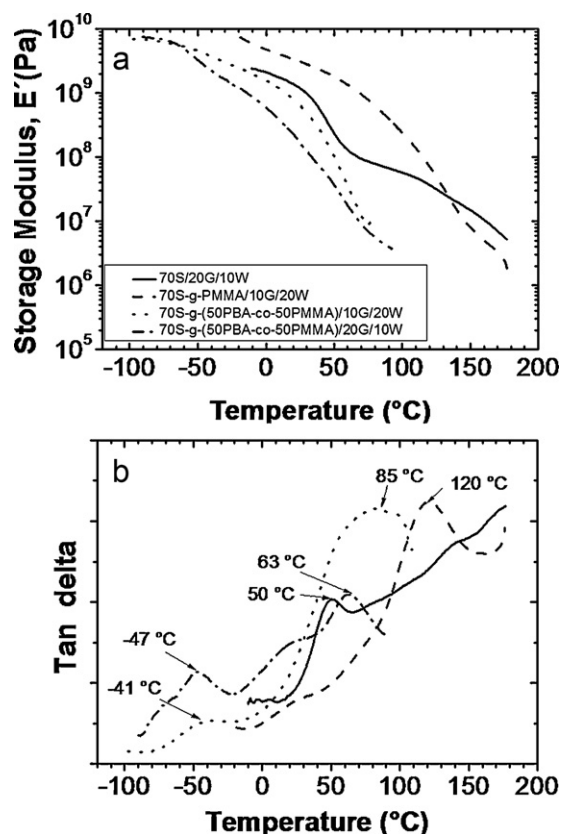 10^10
a
10^9
10^8
10^7
10^6
10^5
Storage Modulus, E´(Pa)
70S/20G/10W
70S-g-PMMA/10G/20W
70S-g-(50PBA-co-50PMMA)/10G/20W
70S-g-(50PBA-co-50PMMA)/20G/10W
−100 −50 0 50 100 150 200
Temperature (°C)
b
85 °C
120 °C
63 °C
50 °C
−47 °C
−41 °C
Tan delta
−100 −50 0 50 100 150 200
Temperature (°C)